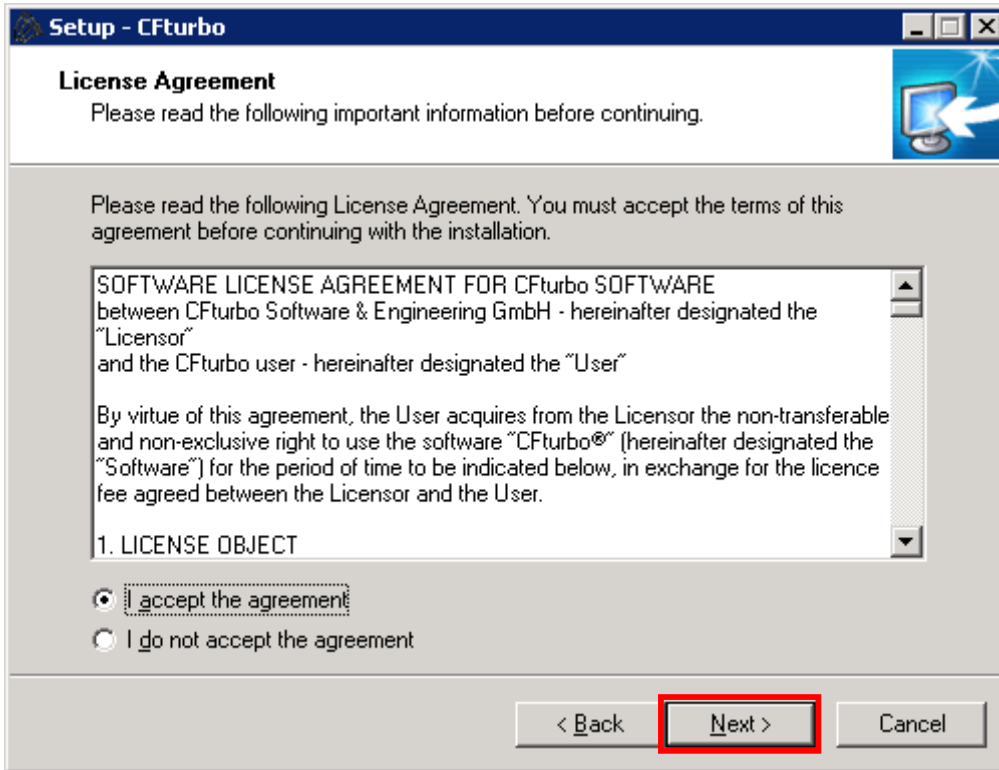 Setup - CFturbo
License Agreement
Please read the following important information before continuing.
Please read the following License Agreement. You must accept the terms of this
agreement before continuing with the installation.
SOFTWARE LICENSE AGREEMENT FOR CFturbo SOFTWARE
between CFturbo Software & Engineering GmbH - hereinafter designated the
"Licensor"
and the CFturbo user - hereinafter designated the "User"
By virtue of this agreement, the User acquires from the Licensor the non-transferable
and non-exclusive right to use the software "CFturbo®" (hereinafter designated the
"Software") for the period of time to be indicated below, in exchange for the licence
fee agreed between the Licensor and the User.
1. LICENSE OBJECT
I accept the agreement
I do not accept the agreement
< Back
Next >
Cancel